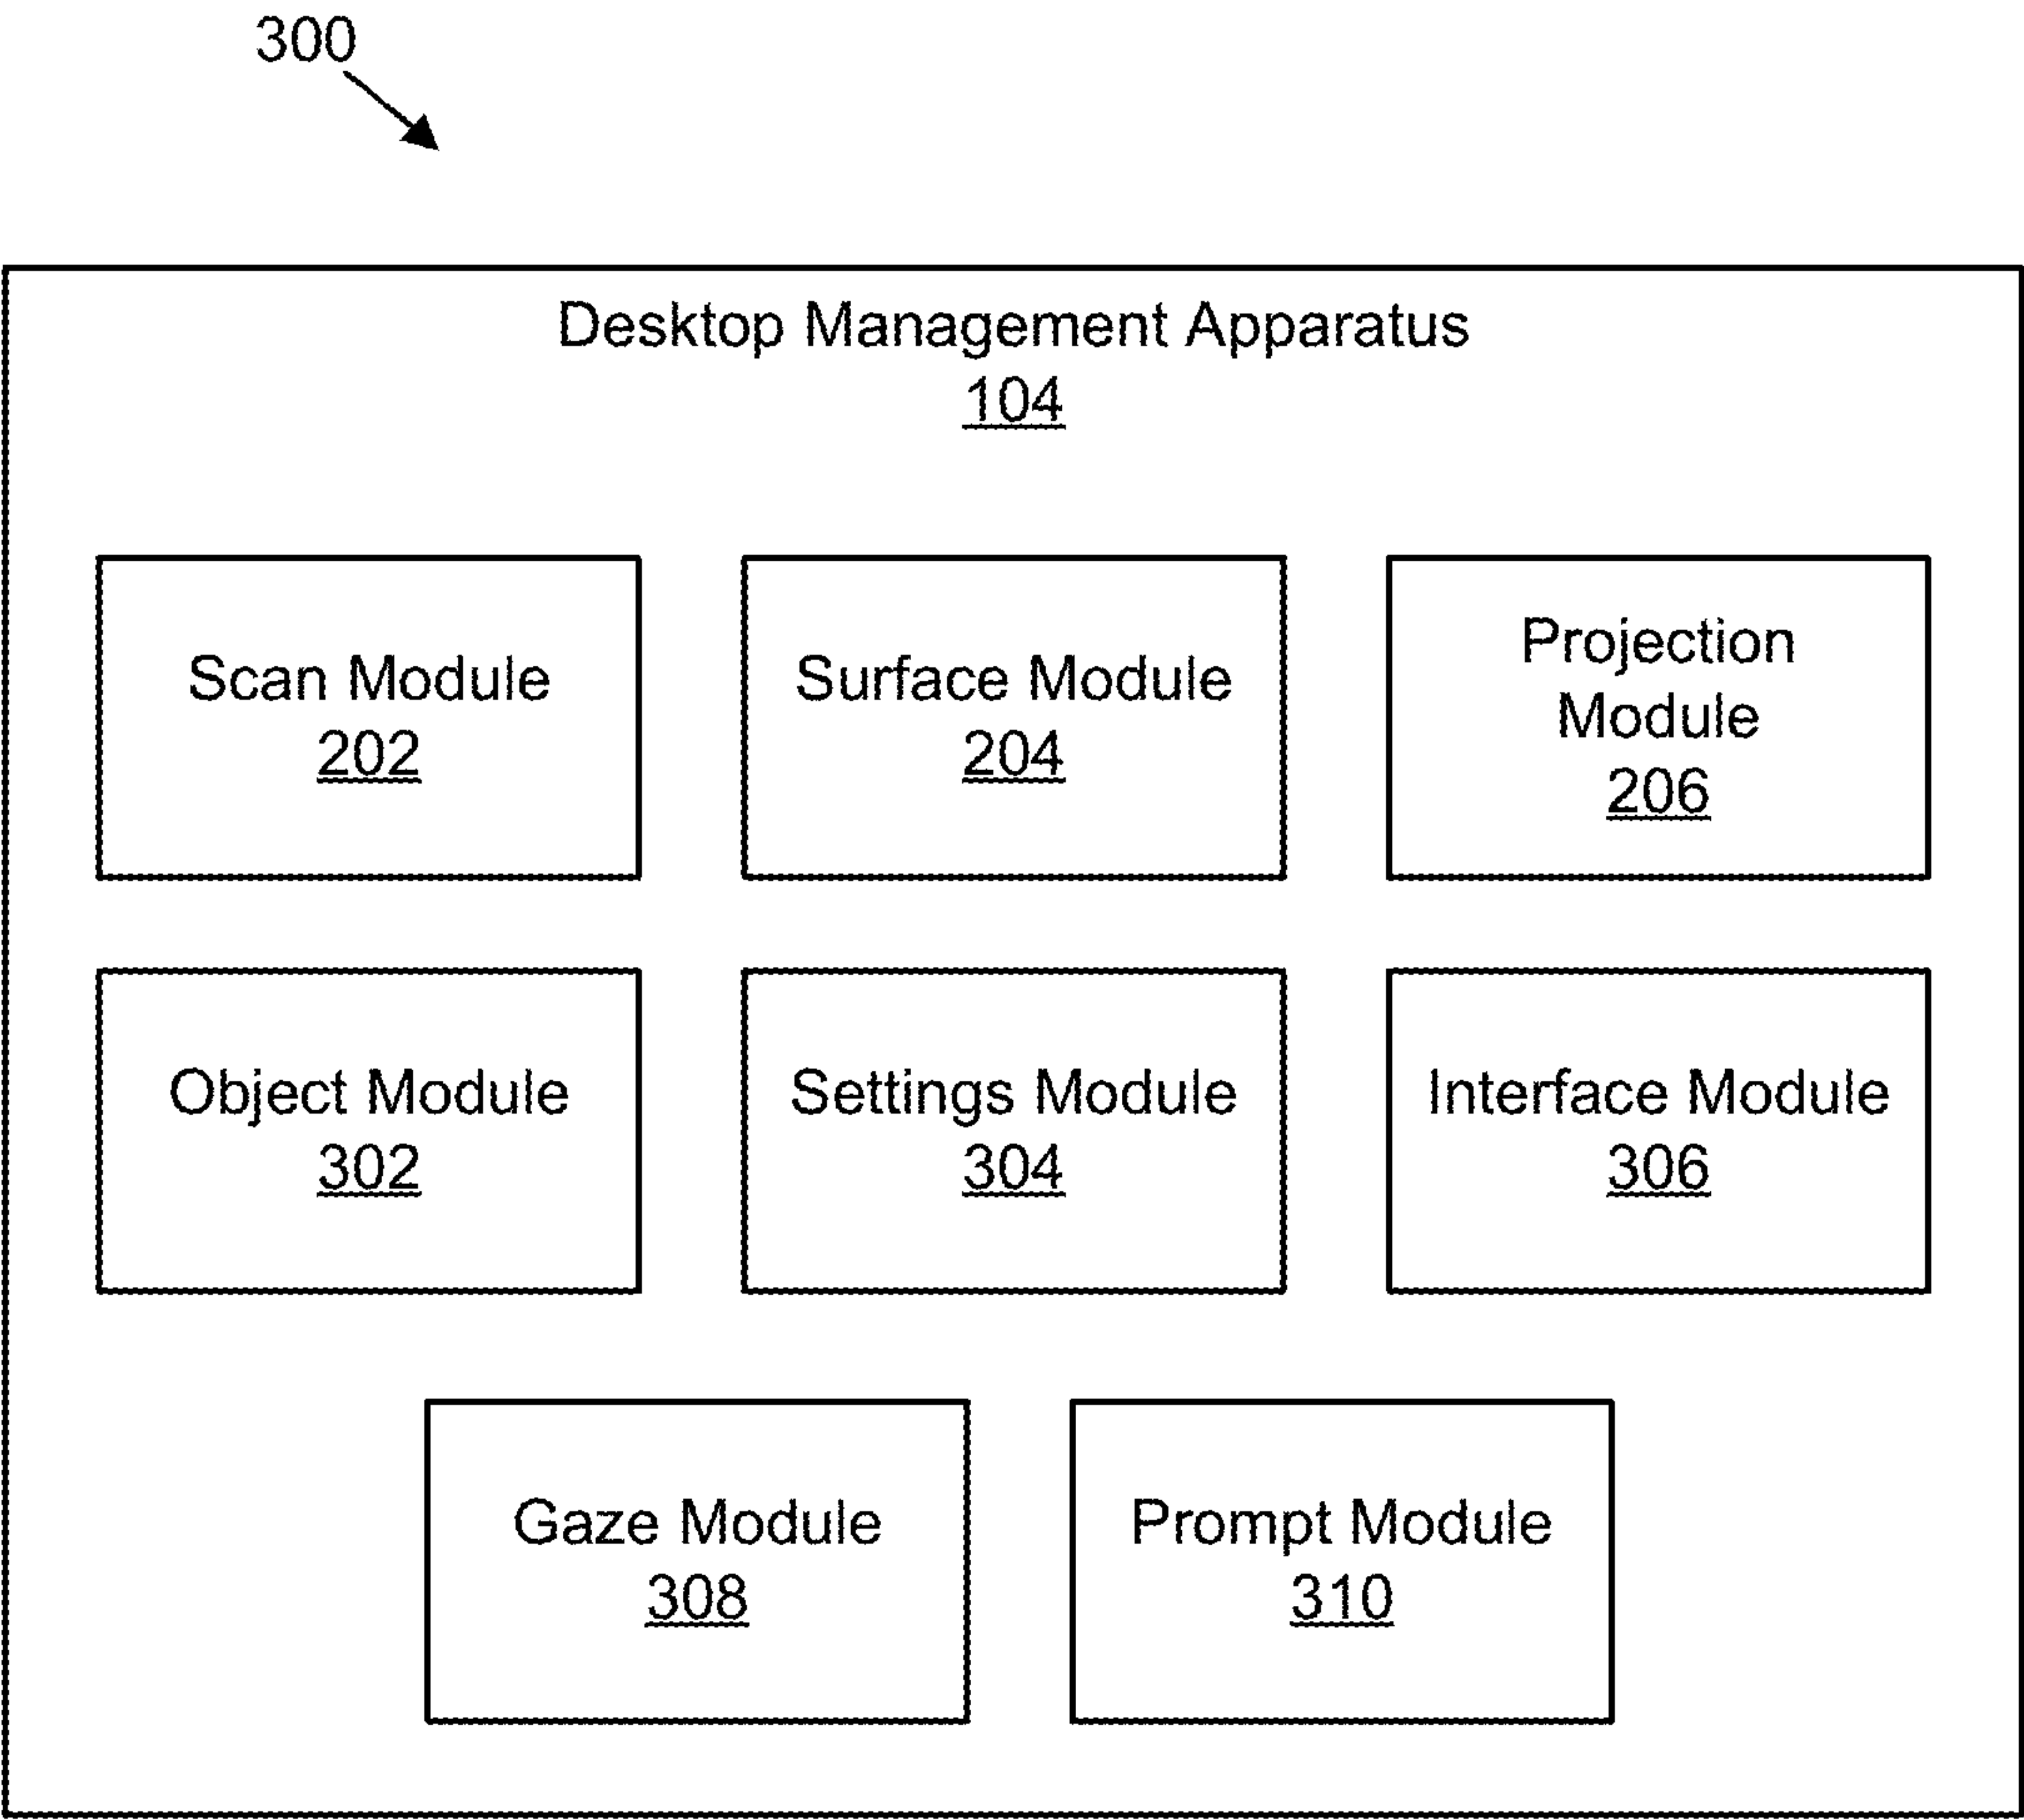 300
Desktop Management Apparatus
104
Scan Module
202
Surface Module
204
Projection
Module
206
Object Module
302
Settings Module
304
Interface Module
306
Gaze Module
308
Prompt Module
310